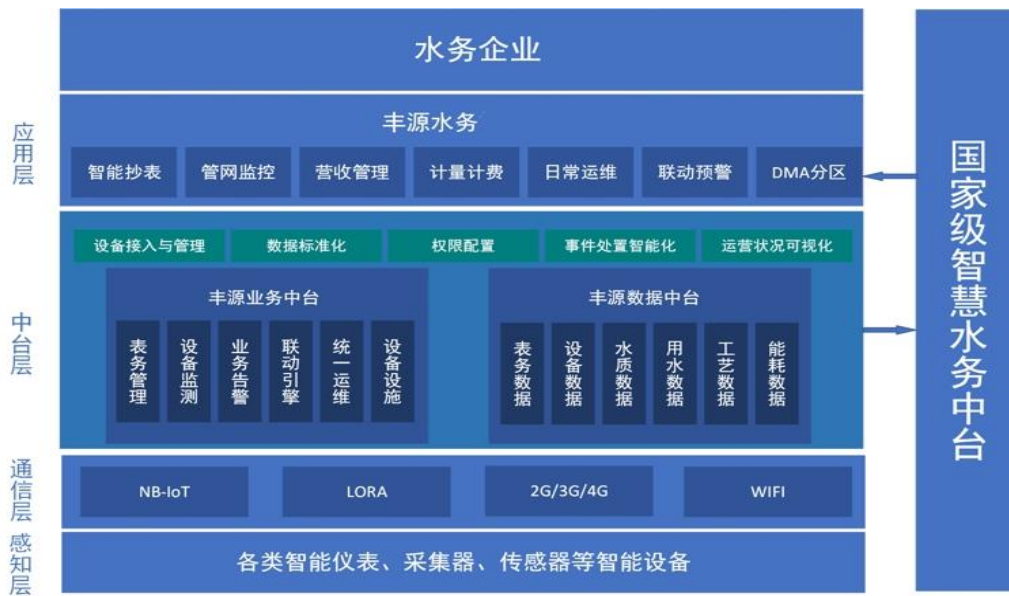 水务企业
应用层
丰源水务
智能抄表 管网监控 营收管理 计量计费 日常运维 联动预警 DMA分区
中台层
设备接入与管理 数据标准化 权限配置 事件处置智能化 运营状况可视化
丰源业务中台
表务管理
设备监测
业务告警
联动引擎
统一运维
设备设施
丰源数据中台
表务数据
设备数据
水质数据
用水数据
工艺数据
能耗数据
通信层
NB-IoT LORA 2G/3G/4G WIFI
感知层
各类智能仪表、采集器、传感器等智能设备
国家级智慧水务中台